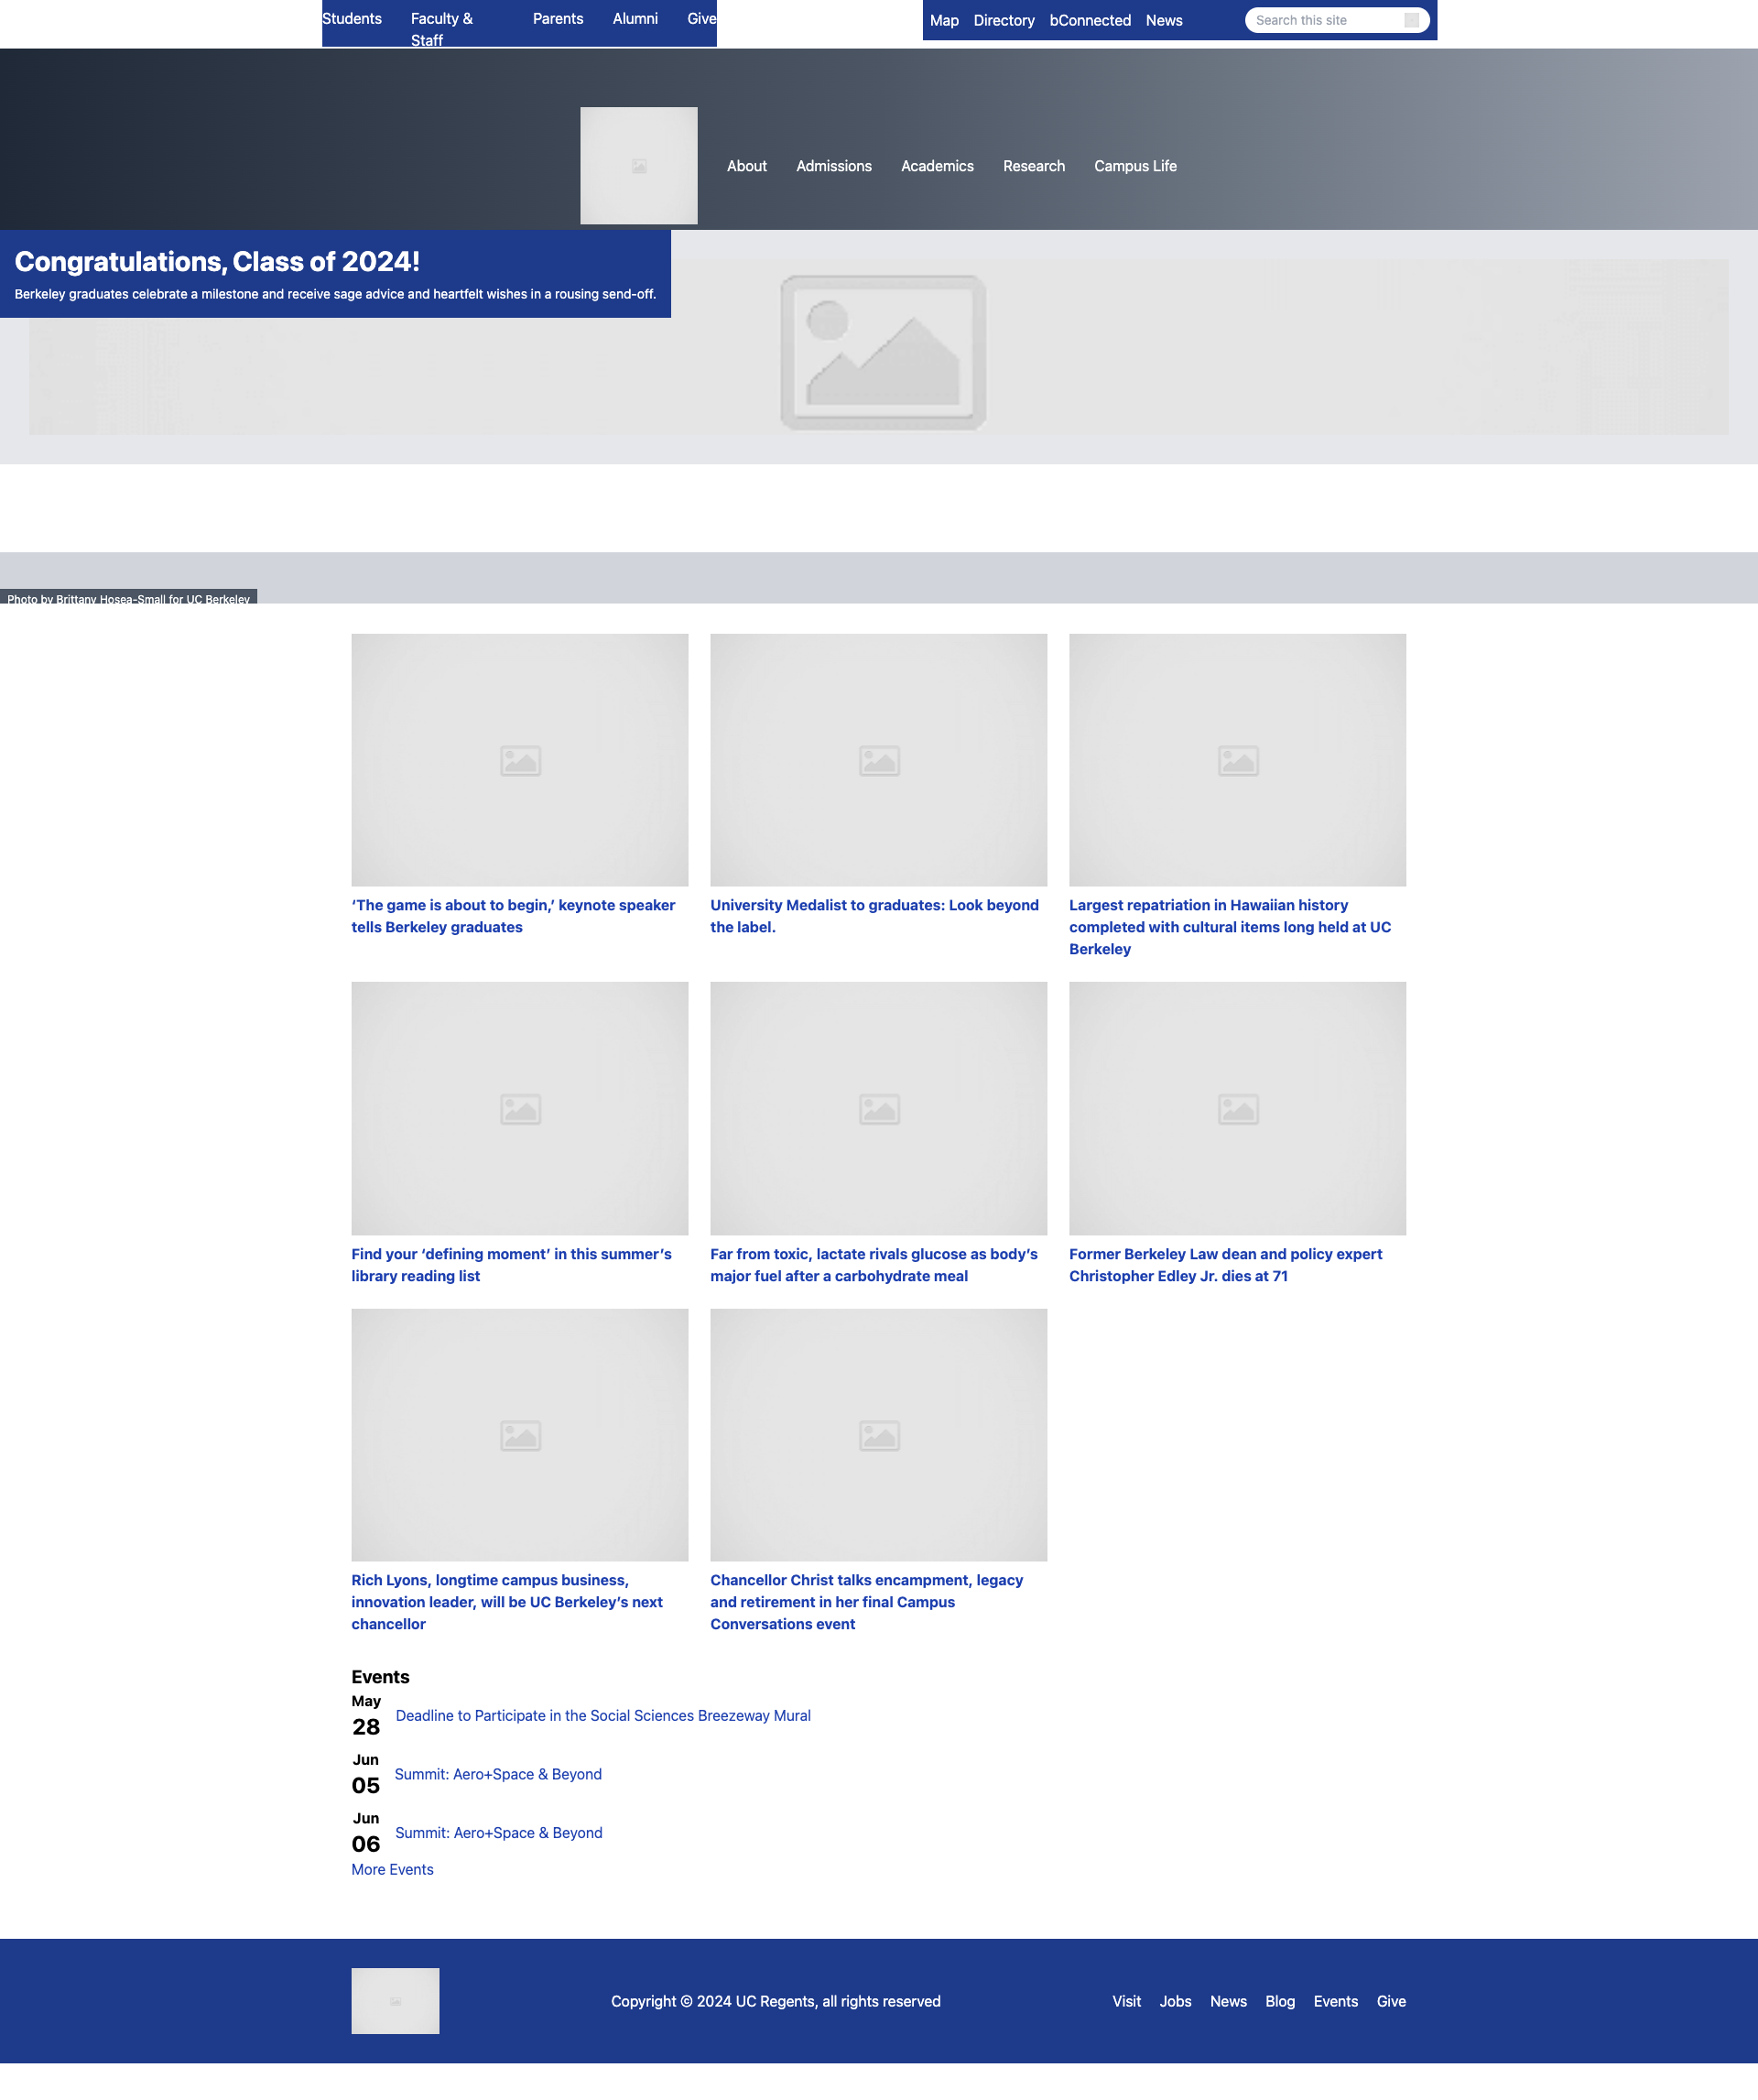 Students Faculty & Parents Alumni Give
Staff
Map Directory bConnected News Search this site
About Admissions Academics Research Campus Life
Congratulations, Class of 2024!
Berkeley graduates celebrate a milestone and receive sage advice and heartfelt wishes in a rousing send-off.
Photo by Brittany Hosea-Small for UC Berkeley
‘The game is about to begin,’ keynote speaker
tells Berkeley graduates
University Medalist to graduates: Look beyond
the label.
Largest repatriation in Hawaiian history
completed with cultural items long held at UC
Berkeley
Find your ‘defining moment’ in this summer’s
library reading list
Far from toxic, lactate rivals glucose as body’s
major fuel after a carbohydrate meal
Former Berkeley Law dean and policy expert
Christopher Edley Jr. dies at 71
Rich Lyons, longtime campus business,
innovation leader, will be UC Berkeley’s next
chancellor
Chancellor Christ talks encampment, legacy
and retirement in her final Campus
Conversations event
Events
May
28
Deadline to Participate in the Social Sciences Breezeway Mural
Jun
05
Summit: Aero+Space & Beyond
Jun
06
Summit: Aero+Space & Beyond
More Events
Copyright © 2024 UC Regents, all rights reserved
Visit Jobs News Blog Events Give